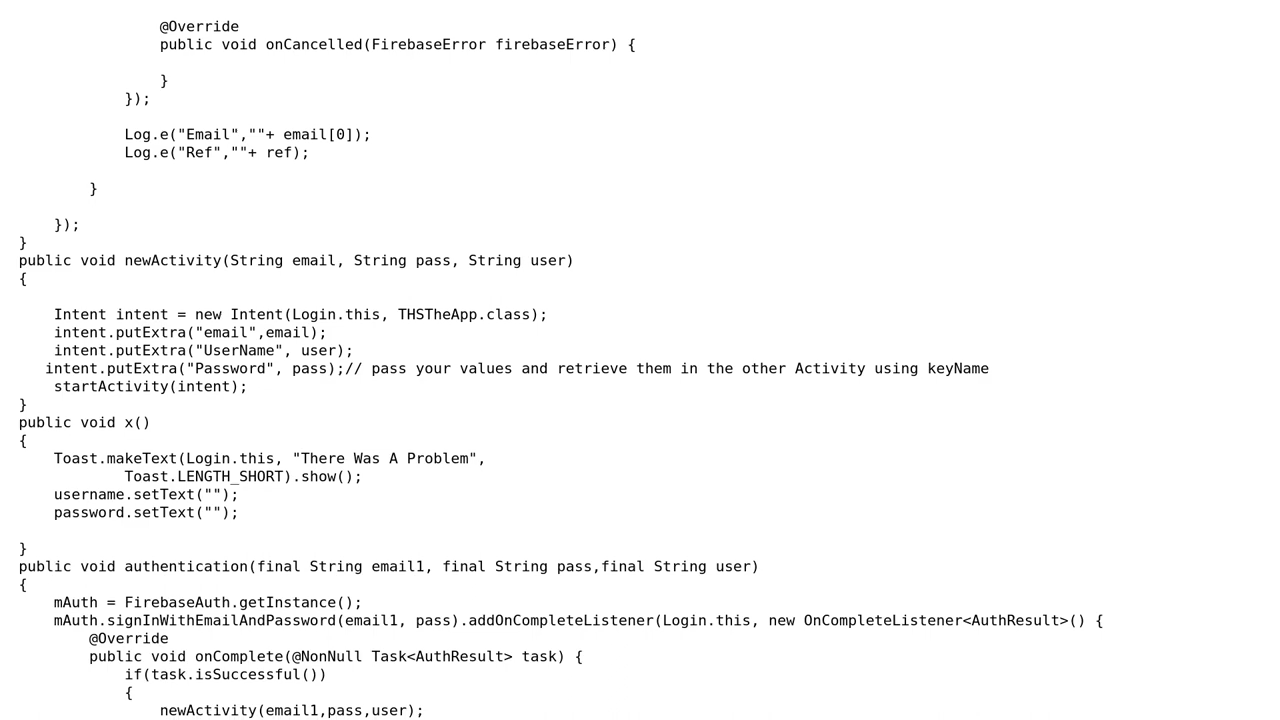 @Override
public void onCancelled(FirebaseError firebaseError) {
}
});
Log.e("Email",""+ email[0]);
Log.e("Ref",""+ ref);
}
});
}
public void newActivity(String email, String pass, String user)
{
Intent intent = new Intent(Login.this, THSTheApp.class);
intent.putExtra("email",email);
intent.putExtra("UserName", user);
intent.putExtra("Password", pass);// pass your values and retrieve them in the other Activity using keyName
startActivity(intent);
}
public void x()
{
Toast.makeText(Login.this, "There Was A Problem",
Toast.LENGTH_SHORT).show();
username.setText("");
password.setText("");
}
public void authentication(final String email1, final String pass,final String user)
{
mAuth = FirebaseAuth.getInstance();
mAuth.signInWithEmailAndPassword(email1, pass).addOnCompleteListener(Login.this, new OnCompleteListener<AuthResult>() {
@Override
public void onComplete(@NonNull Task<AuthResult> task) {
if(task.isSuccessful())
{
newActivity(email1,pass,user);